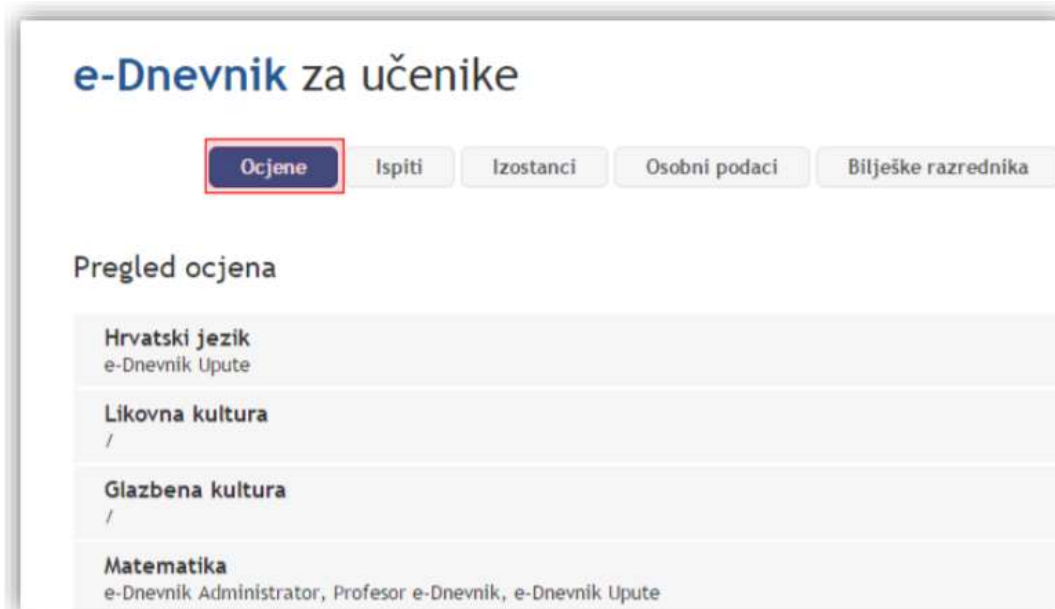 e-Dnevnik za učenike
Ocjene Ispiti Izostanci Osobni podaci Bilješke razrednika
Pregled ocjena
Hrvatski jezik
e-Dnevnik Upute
Likovna kultura
/
Glazbena kultura
/
Matematika
e-Dnevnik Administrator, Profesor e-Dnevnik, e-Dnevnik Upute